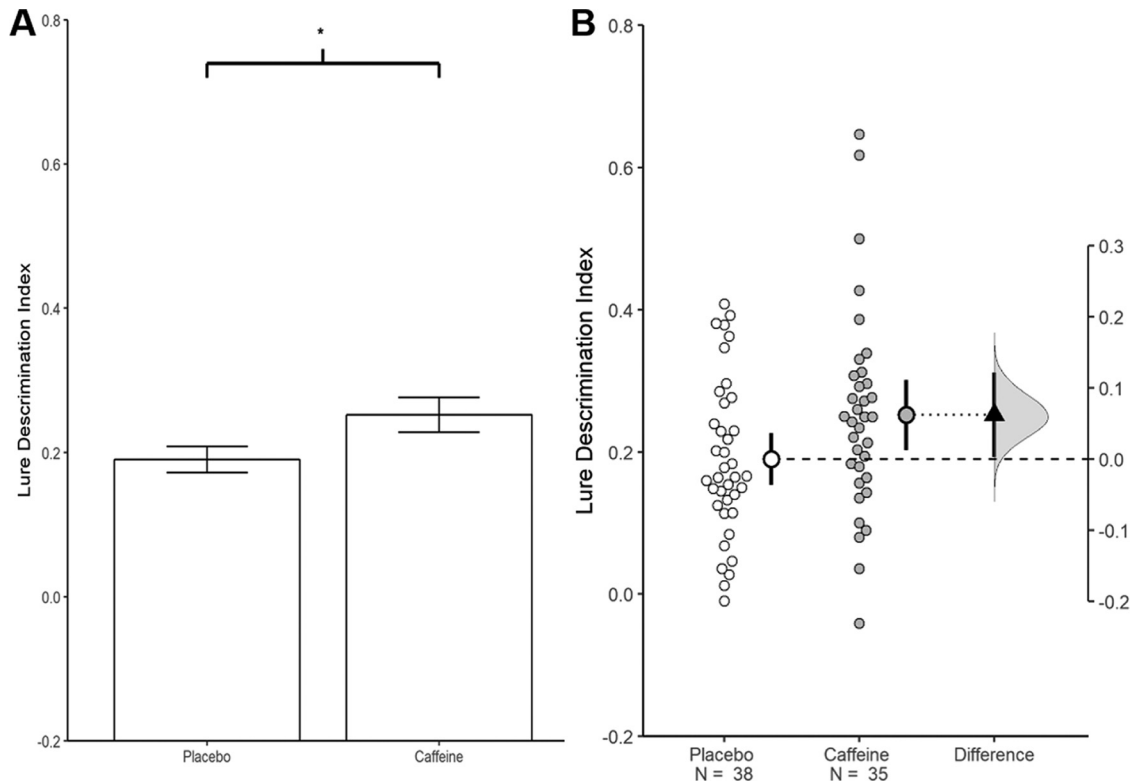 A
0.8
*
0.6
0.4
0.2
0.0
-0.2
Lure Descrimination Index
Placebo
Caffeine
B
0.8
0.6
0.4
0.2
0.0
-0.2
Lure Descrimination Index
0.3
0.2
0.1
0.0
-0.1
-0.2
Placebo
N = 38
Caffeine
N = 35
Difference